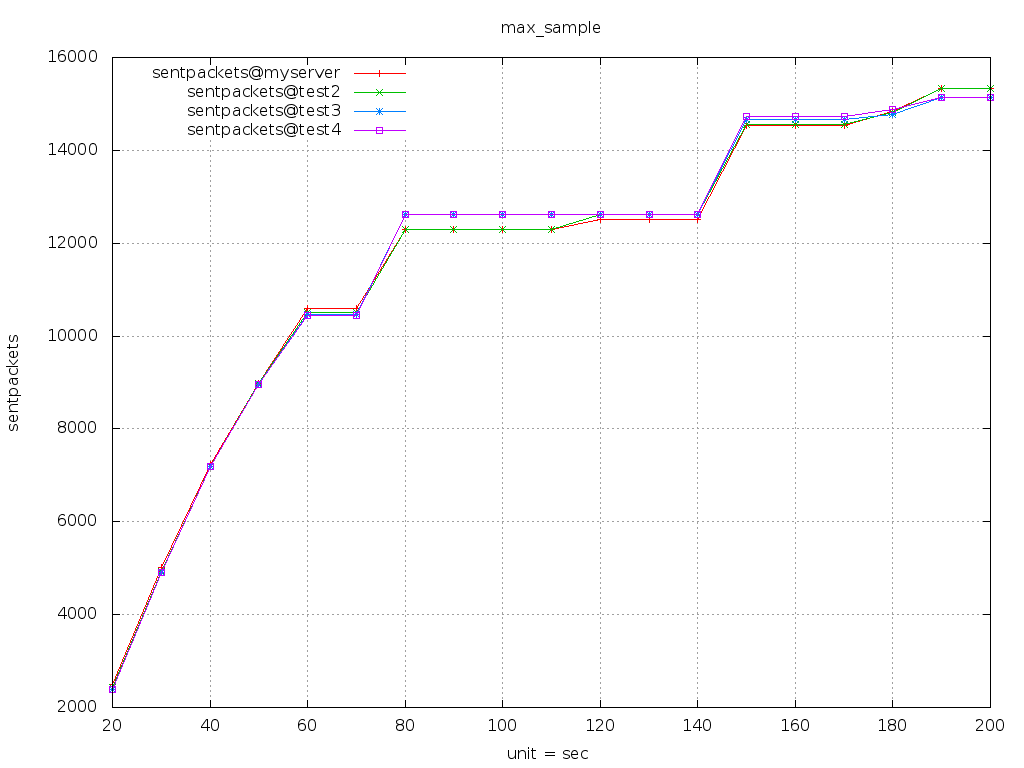 max_sample
16000
14000
12000
10000
8000
6000
4000
2000
sentpackets
sentpackets@myserver
sentpackets@test2
sentpackets@test3
sentpackets@test4
20 40 60 80 100 120 140 160 180 200
unit = sec